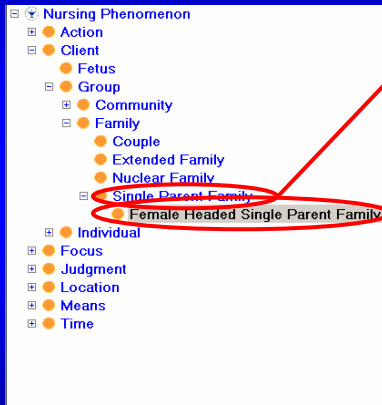 Nursing Phenomenon
Action
Client
Fetus
Group
Community
Family
Couple
Extended Family
Nuclear Family
Single Parent Family
Female Headed Single Parent Family
Individual
Focus
Judgment
Location
Means
Time